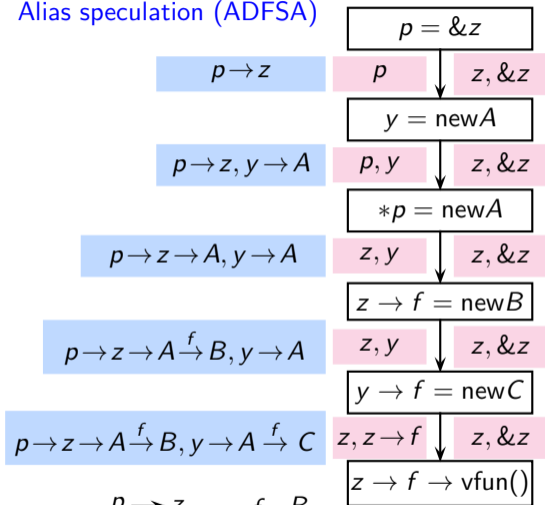 Alias speculation (ADFSA)
p = &z
p→z p z, &z
y = newA
p→z, y→A p, y z, &z
*p = newA
p→z→A, y→A z, y z, &z
z → f = newB
p→z→A f→ B, y→A z, y z, &z
y → f = newC
p→z→A f→ B, y→A f→ C z, z→f z, &z
z → f → vfun()